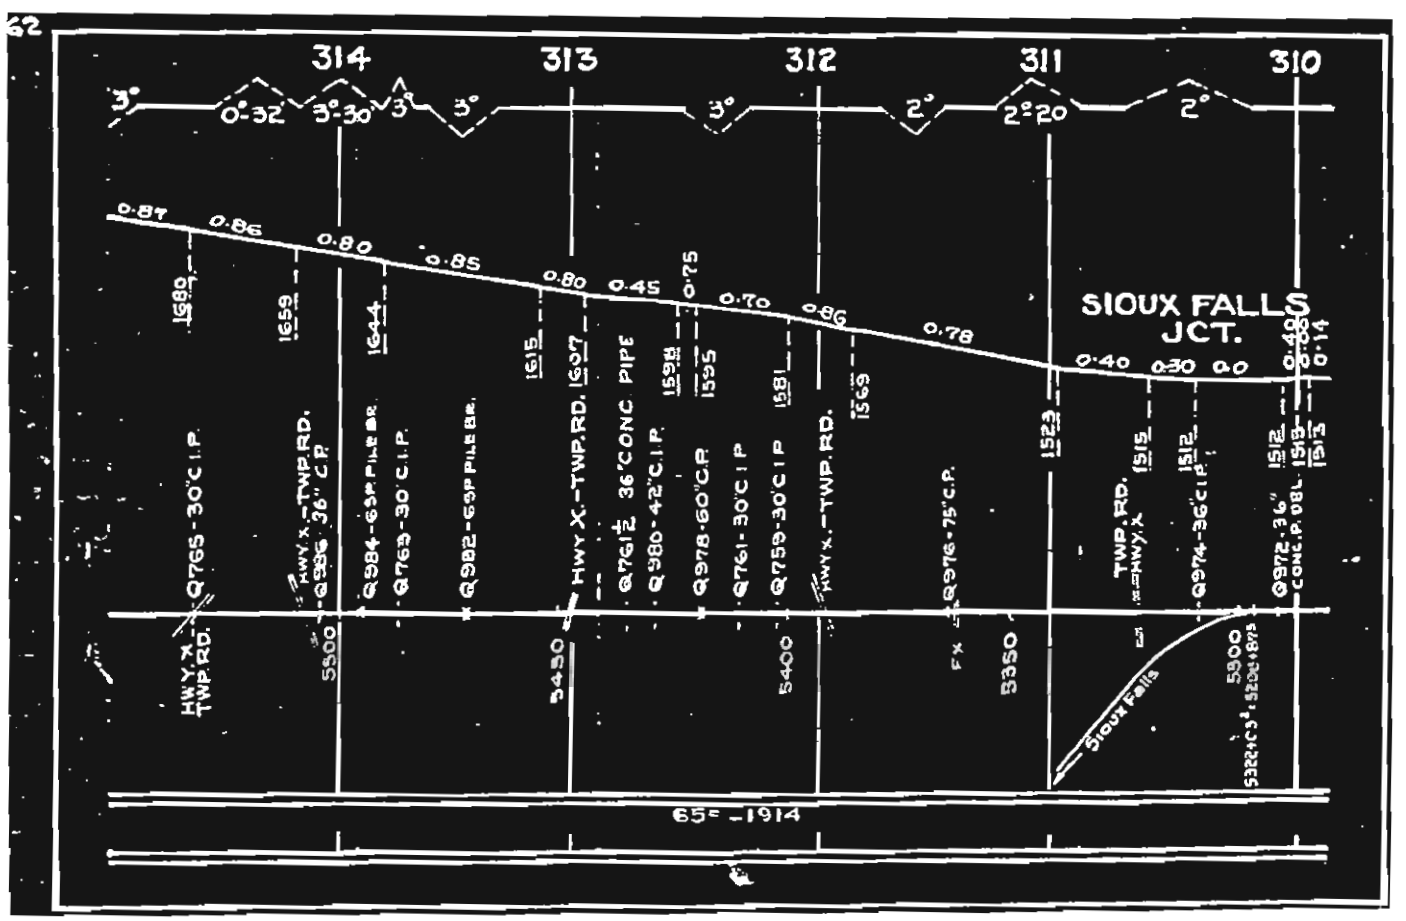 62
314 313 312 311 310
3° 0°-32' 3°-30' 3° 3° 3° 2° 2°-20 2°
0.87 0.86 0.80 0.85 0.80 0.45 0.75 0.70 0.86 0.78 0.40 0.30 0.0 0.40 0.14
SIOUX FALLS
JCT.
1680 1659 1644 1615 1607 1598 1595 1581 1569 1523 1515 1512 1512 1513 1513
Q765-30"C.I.P.
HWY.X.-TWP.RD.
Q986 36" C.P.
Q984-6SP.PILE BR.
Q763-30"C.I.P.
Q982-6SP.PILE BR.
HWY X.-TWP.RD.
Q761½ 36"CONC. PIPE
Q980-42"C.I.P.
Q978-60"C.P.
Q761-30"C.I.P
Q759-30"C.I.P
HWY X.-TWP.RD.
Q976-75"C.P.
TWP.RD.
HWY.X
Q974-36"C.I.P.
Q972-36"
CONC.P.DBL.
HWY.X
TWP.RD.
5500 5450 5400 FX 5350 5300
Sioux Falls
65# -1914